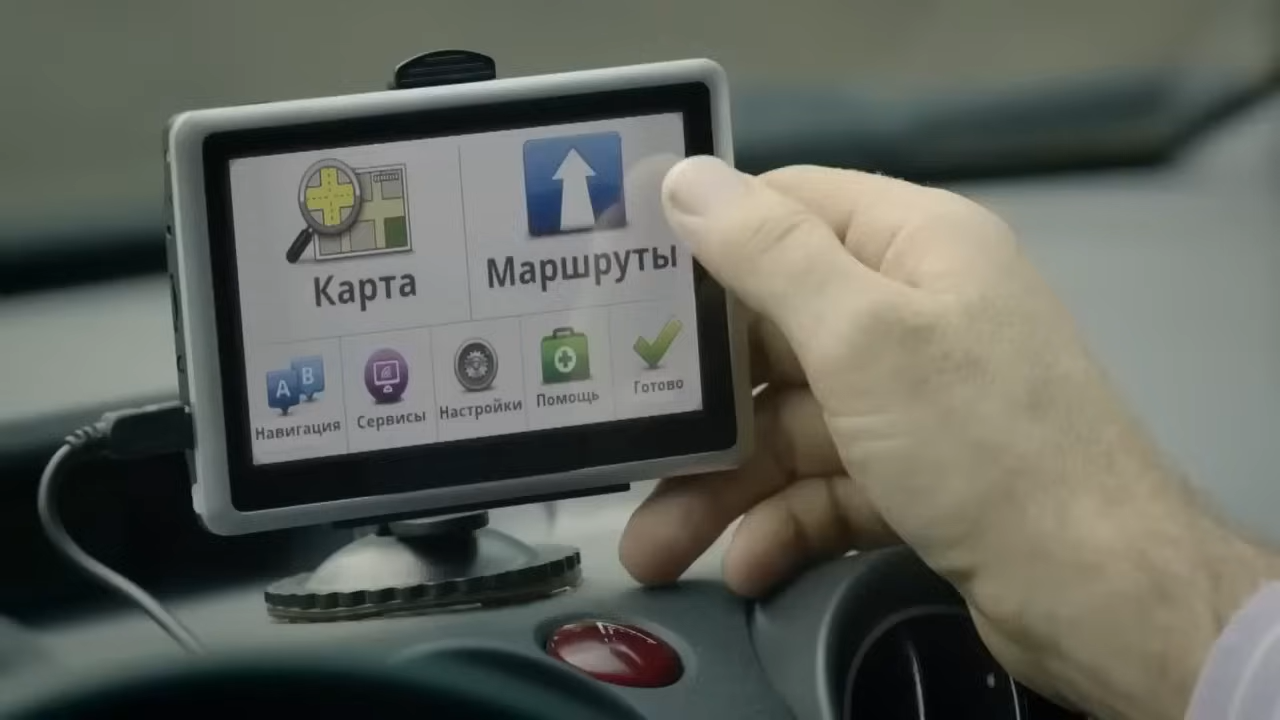 Карта
Маршруты
A B
Навигация
Сервисы
Настройки
Помощь
Готово